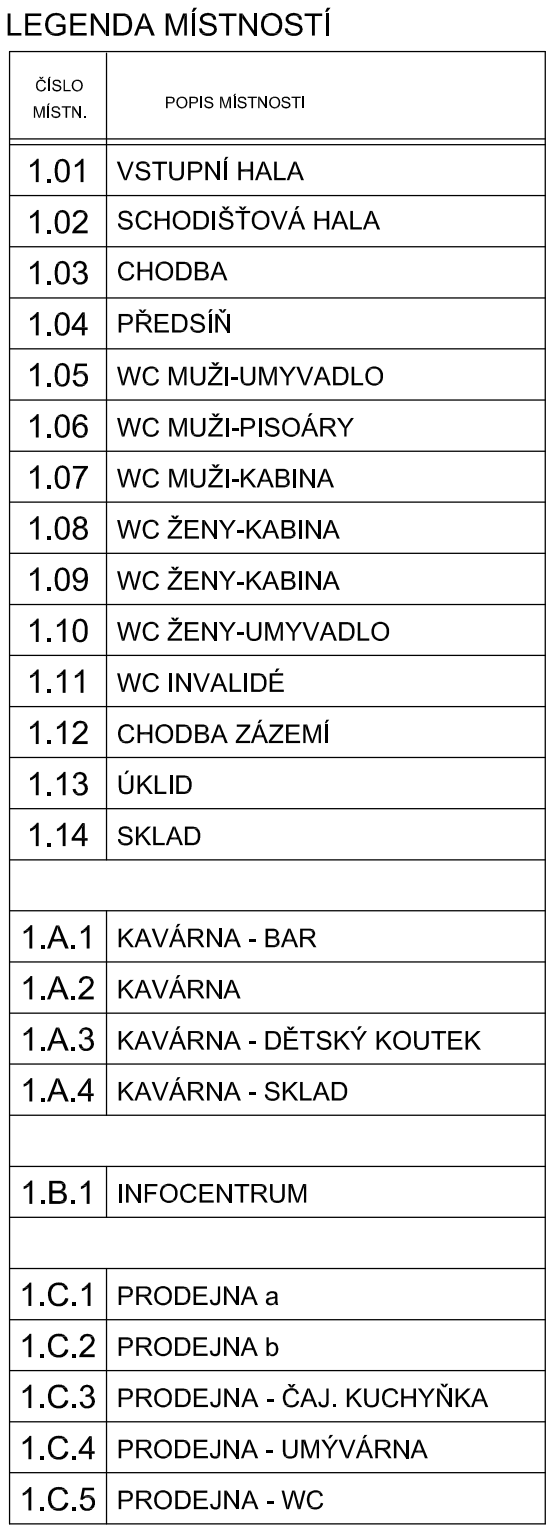 LEGENDA MÍSTNOSTÍ
ČÍSLO MÍSTN. POPIS MÍSTNOSTI
1.01 VSTUPNÍ HALA
1.02 SCHODIŠŤOVÁ HALA
1.03 CHODBA
1.04 PŘEDSÍŇ
1.05 WC MUŽI-UMYVADLO
1.06 WC MUŽI-PISOÁRY
1.07 WC MUŽI-KABINA
1.08 WC ŽENY-KABINA
1.09 WC ŽENY-KABINA
1.10 WC ŽENY-UMYVADLO
1.11 WC INVALIDÉ
1.12 CHODBA ZÁZEMÍ
1.13 ÚKLID
1.14 SKLAD
1.A.1 KAVÁRNA - BAR
1.A.2 KAVÁRNA
1.A.3 KAVÁRNA - DĚTSKÝ KOUTEK
1.A.4 KAVÁRNA - SKLAD
1.B.1 INFOCENTRUM
1.C.1 PRODEJNA a
1.C.2 PRODEJNA b
1.C.3 PRODEJNA - ČAJ. KUCHYŇKA
1.C.4 PRODEJNA - UMÝVÁRNA
1.C.5 PRODEJNA - WC